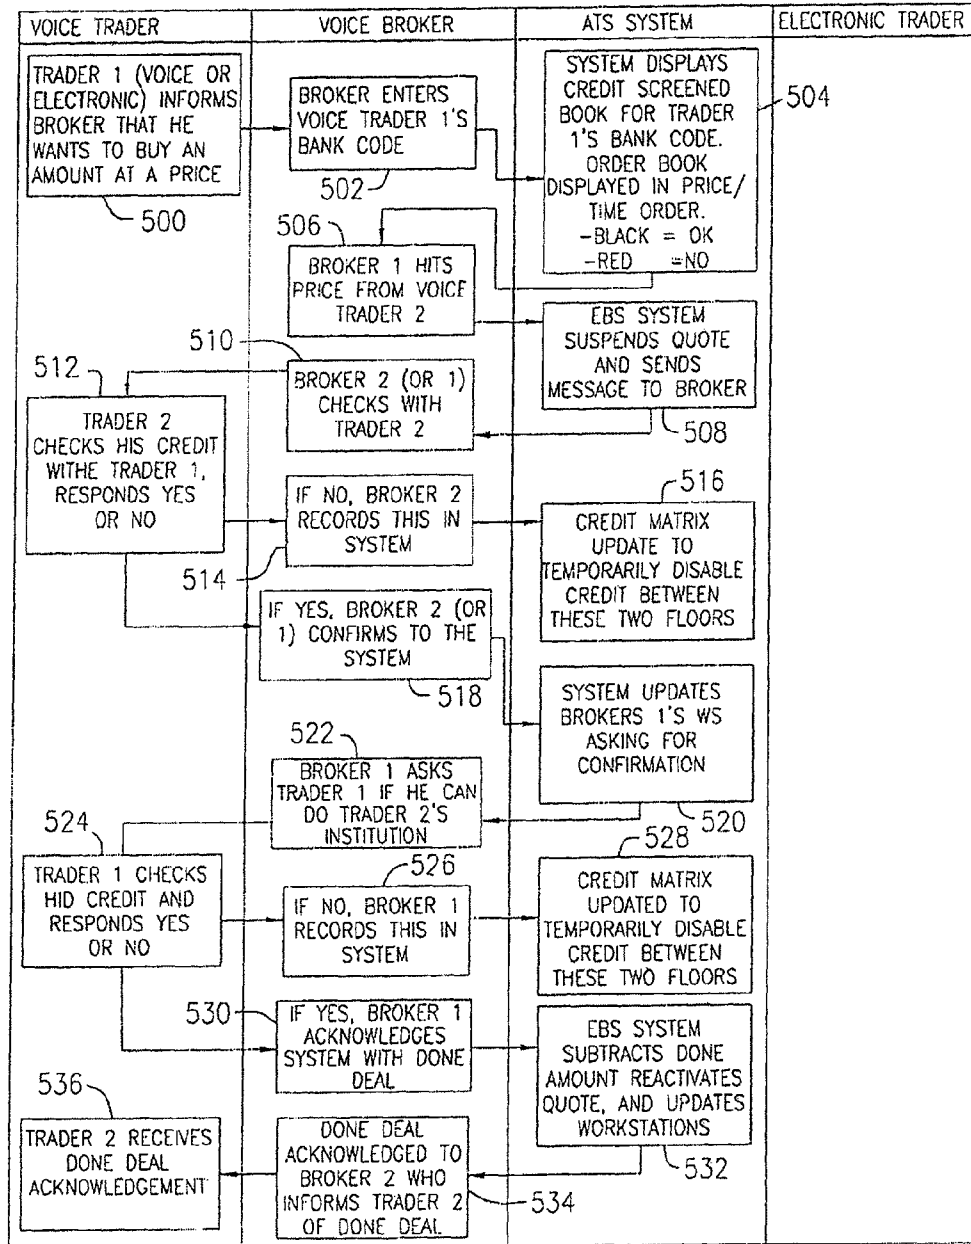 VOICE TRADER
VOICE BROKER
ATS SYSTEM
ELECTRONIC TRADER
TRADER 1 (VOICE OR
ELECTRONIC) INFORMS
BROKER THAT HE
WANTS TO BUY AN
AMOUNT AT A PRICE
500
BROKER ENTERS
VOICE TRADER 1'S
BANK CODE
502
SYSTEM DISPLAYS
CREDIT SCREENED
BOOK FOR TRADER
1'S BANK CODE.
ORDER BOOK
DISPLAYED IN PRICE/
TIME ORDER.
-BLACK = OK
-RED =NO
504
506
BROKER 1 HITS
PRICE FROM VOICE
TRADER 2
EBS SYSTEM
SUSPENDS QUOTE
AND SENDS
MESSAGE TO BROKER
508
510
BROKER 2 (OR 1)
CHECKS WITH
TRADER 2
512
TRADER 2
CHECKS HIS CREDIT
WITHE TRADER 1,
RESPONDS YES
OR NO
IF NO, BROKER 2
RECORDS THIS IN
SYSTEM
514
516
CREDIT MATRIX
UPDATE TO
TEMPORARILY DISABLE
CREDIT BETWEEN
THESE TWO FLOORS
IF YES, BROKER 2 (OR
1) CONFIRMS TO THE
SYSTEM
518
SYSTEM UPDATES
BROKERS 1'S WS
ASKING FOR
CONFIRMATION
520
522
BROKER 1 ASKS
TRADER 1 IF HE CAN
DO TRADER 2'S
INSTITUTION
524
TRADER 1 CHECKS
HID CREDIT AND
RESPONDS YES
OR NO
526
IF NO, BROKER 1
RECORDS THIS IN
SYSTEM
528
CREDIT MATRIX
UPDATED TO
TEMPORARILY DISABLE
CREDIT BETWEEN
THESE TWO FLOORS
530
IF YES, BROKER 1
ACKNOWLEDGES
SYSTEM WITH DONE
DEAL
EBS SYSTEM
SUBTRACTS DONE
AMOUNT REACTIVATES
QUOTE, AND UPDATES
WORKSTATIONS
532
DONE DEAL
ACKNOWLEDGED TO
BROKER 2 WHO
INFORMS TRADER 2
OF DONE DEAL
534
536
TRADER 2 RECEIVES
DONE DEAL
ACKNOWLEDGEMENT